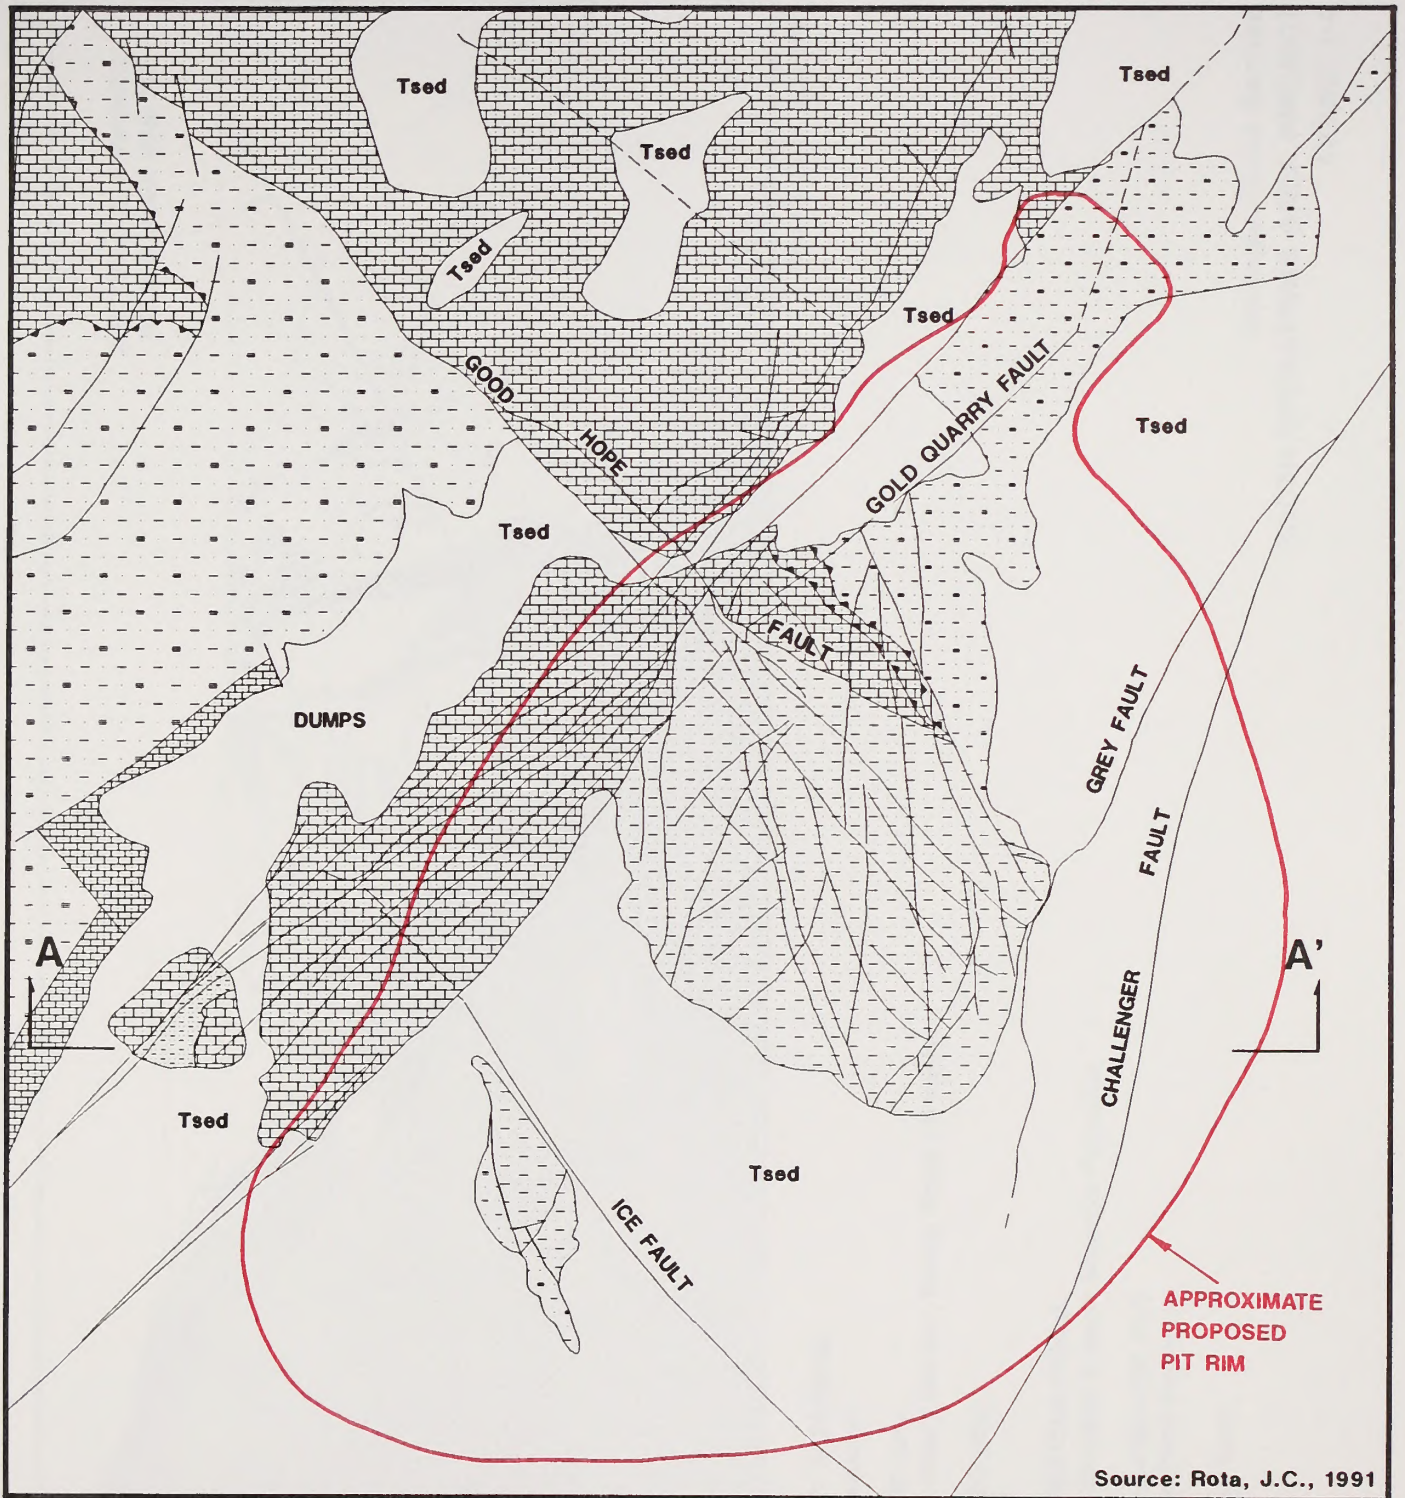 Tsed
Tsed
Tsed
Tsed
Tsed
GOOD
HOPE
FAULT
GOLD QUARRY FAULT
Tsed
Tsed
DUMPS
GREY FAULT
CHALLENGER
FAULT
A
A'
Tsed
Tsed
ICE FAULT
APPROXIMATE
PROPOSED
PIT RIM
Source: Rota, J.C., 1991